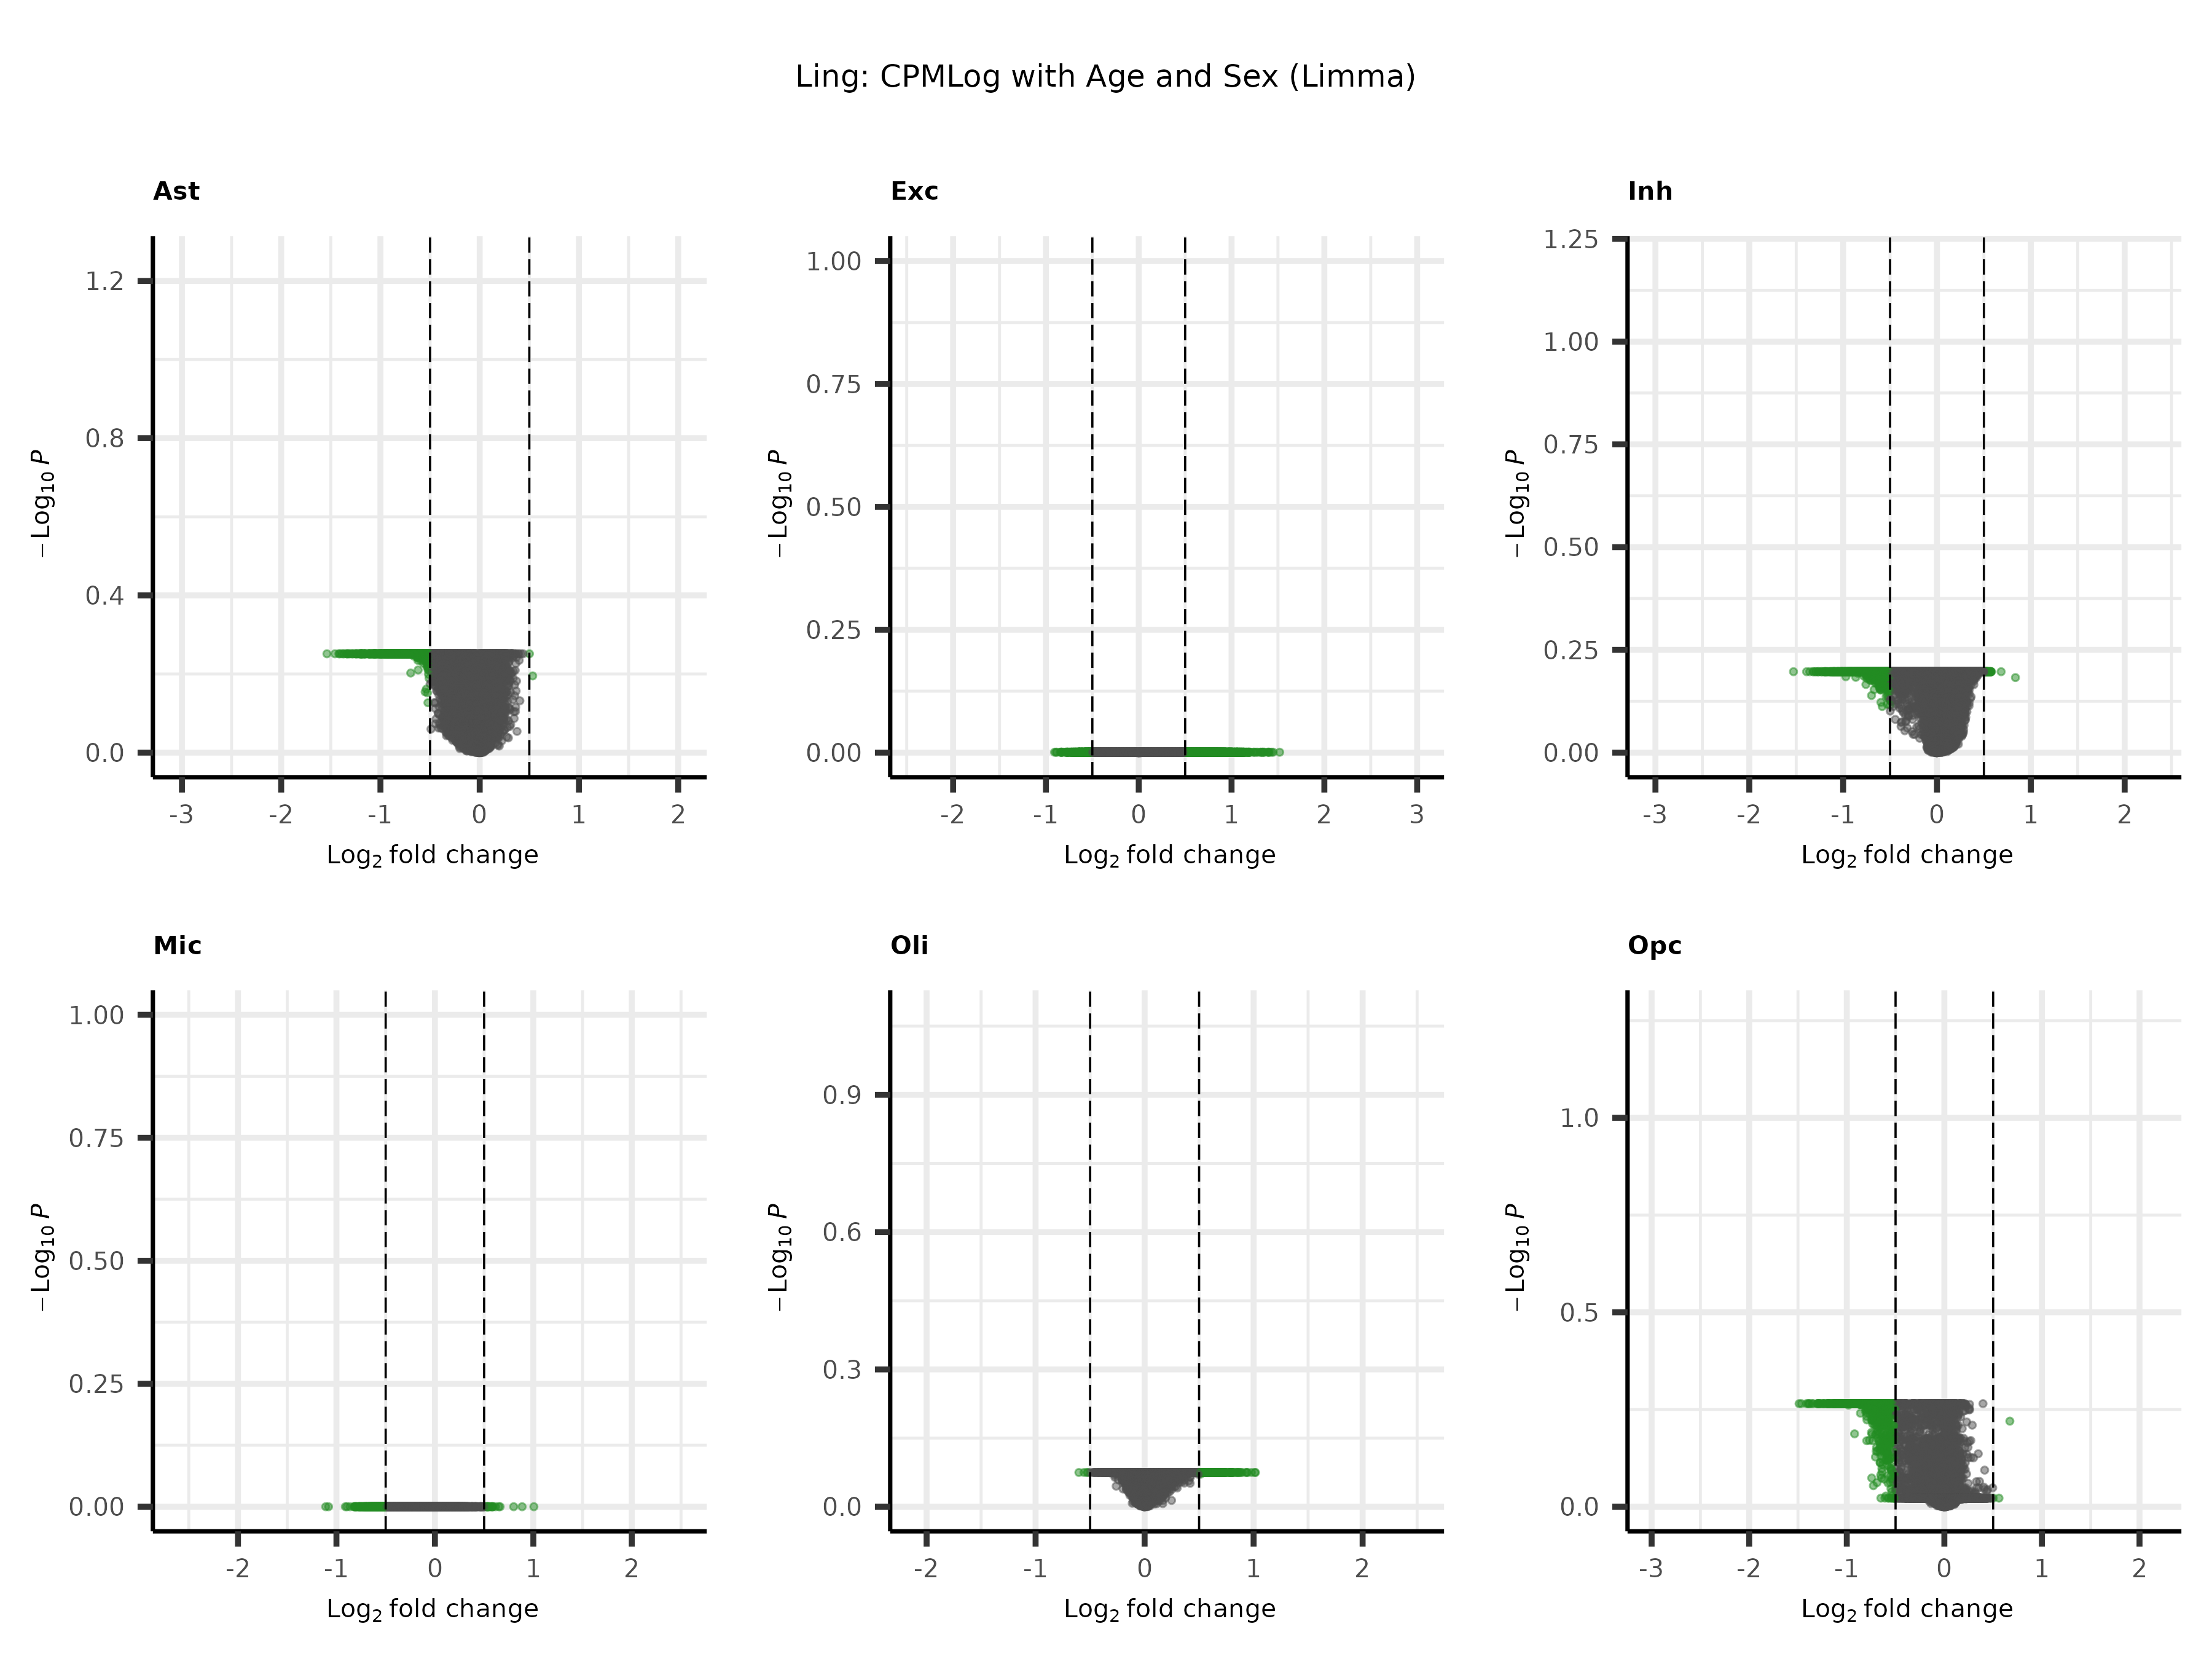 Ling: CPMLog with Age and Sex (Limma)
Ast
1.2
0.8
0.4
0.0
-3 -2 -1 0 1 2
−Log10 P
Log2 fold change
Exc
1.00
0.75
0.50
0.25
0.00
-2 -1 0 1 2 3
−Log10 P
Log2 fold change
Inh
1.25
1.00
0.75
0.50
0.25
0.00
-3 -2 -1 0 1 2
−Log10 P
Log2 fold change
Mic
1.00
0.75
0.50
0.25
0.00
-2 -1 0 1 2
−Log10 P
Log2 fold change
Oli
0.9
0.6
0.3
0.0
-2 -1 0 1 2
−Log10 P
Log2 fold change
Opc
1.0
0.5
0.0
-3 -2 -1 0 1 2
−Log10 P
Log2 fold change